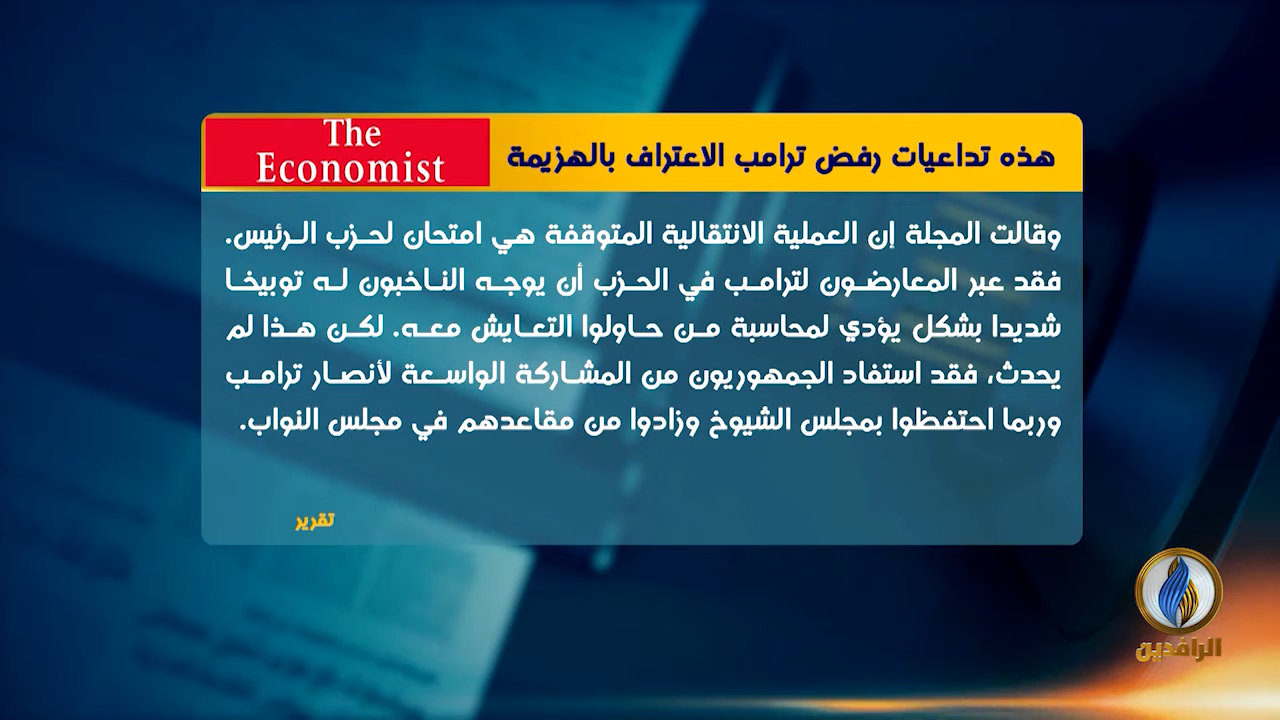 The
Economist
هذه تداعيات رفض ترامب الاعتراف بالهزيمة
وقالت المجلة إن العملية الانتقالية المتوقفة هي امتحان لحزب الرئيس.
فقد عبر المعارضون لترامب في الحزب أن يوجه الناخبون له توبيخا
شديدا بشكل يؤدي لمحاسبة من حاولوا التعايش معه. لكن هذا لم
يحدث، فقد استفاد الجمهوريون من المشاركة الواسعة لأنصار ترامب
وربما احتفظوا بمجلس الشيوخ وزادوا من مقاعدهم في مجلس النواب.
تقرير
الرافدين